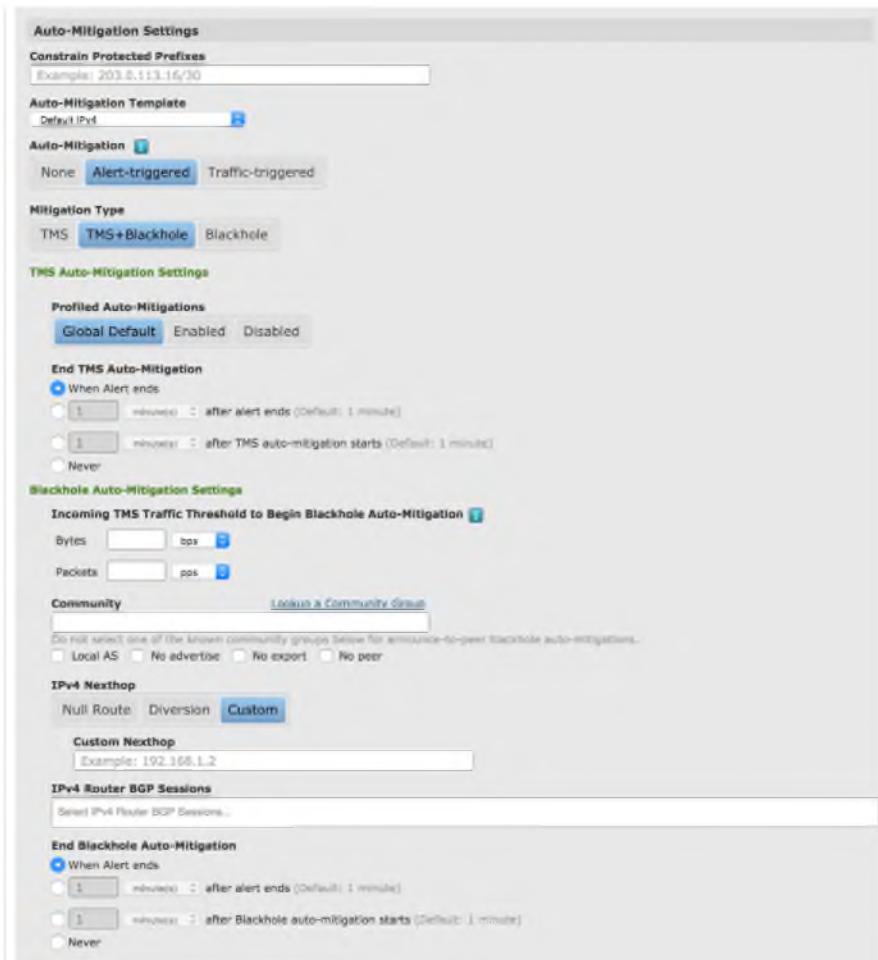 Auto-Mitigation Settings
Constrain Protected Prefixes
Example: 203.0.113.16/30
Auto-Mitigation Template
Default IPv4
Auto-Mitigation
None Alert-triggered Traffic-triggered
Mitigation Type
TMS TMS+Blackhole Blackhole
TMS Auto-Mitigation Settings
Profiled Auto-Mitigations
Global Default Enabled Disabled
End TMS Auto-Mitigation
When Alert ends
1 minute(s) after alert ends (Default: 1 minute)
1 minute(s) after TMS auto-mitigation starts (Default: 1 minute)
Never
Blackhole Auto-Mitigation Settings
Incoming TMS Traffic Threshold to Begin Blackhole Auto-Mitigation
Bytes bps
Packets pps
Community Lookup a Community Group
Do not select one of the known community groups below for announce-to-peer blackhole auto-mitigations.
Local AS No advertise No export No peer
IPv4 Nexthop
Null Route Diversion Custom
Custom Nexthop
Example: 192.168.1.2
IPv4 Router BGP Sessions
Select IPv4 Router BGP Sessions...
End Blackhole Auto-Mitigation
When Alert ends
1 minute(s) after alert ends (Default: 1 minute)
1 minute(s) after Blackhole auto-mitigation starts (Default: 1 minute)
Never